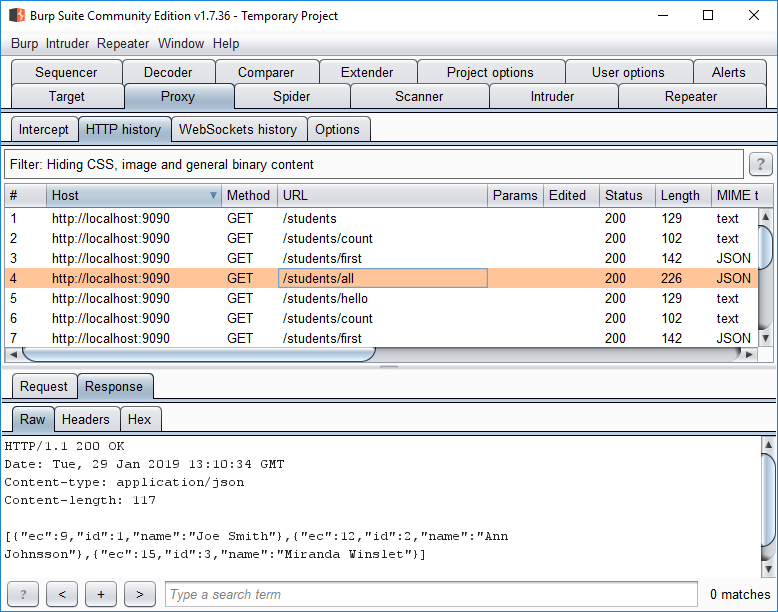 Burp Suite Community Edition v1.7.36 - Temporary Project
Burp Intruder Repeater Window Help
Sequencer Decoder Comparer Extender Project options User options Alerts
Target Proxy Spider Scanner Intruder Repeater
Intercept HTTP history WebSockets history Options
Filter: Hiding CSS, image and general binary content ?
# Host Method URL Params Edited Status Length MIME t
1 http://localhost:9090 GET /students 200 129 text
2 http://localhost:9090 GET /students/count 200 102 text
3 http://localhost:9090 GET /students/first 200 142 JSON
4 http://localhost:9090 GET /students/all 200 226 JSON
5 http://localhost:9090 GET /students/hello 200 129 text
6 http://localhost:9090 GET /students/count 200 102 text
7 http://localhost:9090 GET /students/first 200 142 JSON
Request Response
Raw Headers Hex
HTTP/1.1 200 OK
Date: Tue, 29 Jan 2019 13:10:34 GMT
Content-type: application/json
Content-length: 117
[{"ec":9,"id":1,"name":"Joe Smith"},{"ec":12,"id":2,"name":"Ann
Johnsson"},{"ec":15,"id":3,"name":"Miranda Winslet"}]
? < + > Type a search term 0 matches